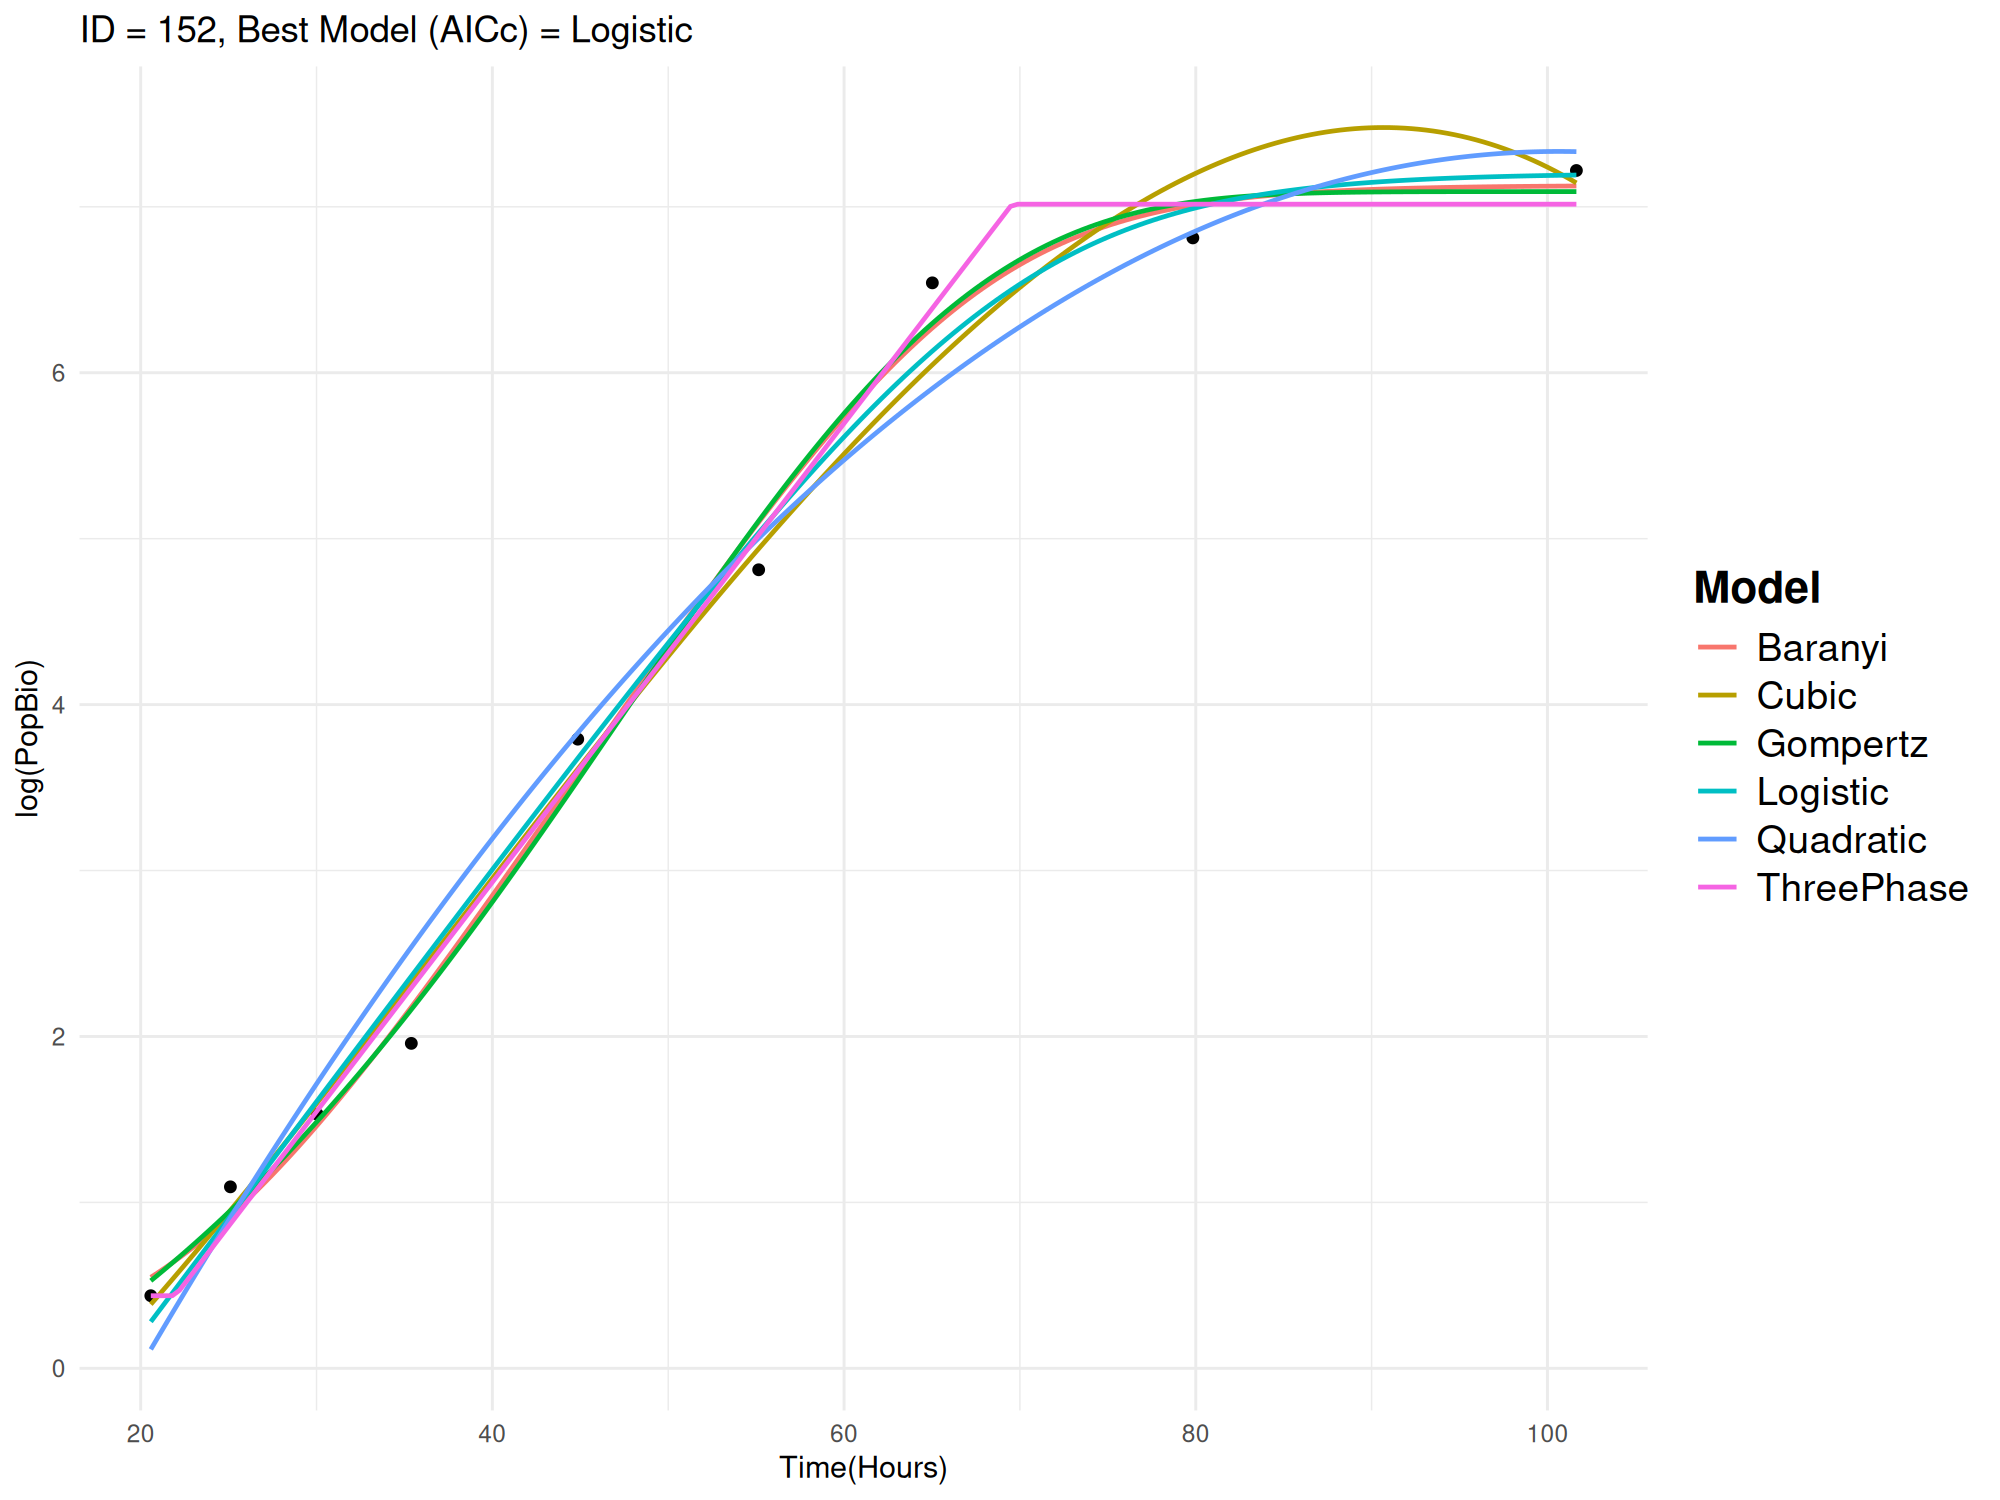 ID = 152, Best Model (AICc) = Logistic
log(PopBio)
6
4
2
0
20
40
60
80
100
Time(Hours)
Model
Baranyi
Cubic
Gompertz
Logistic
Quadratic
ThreePhase